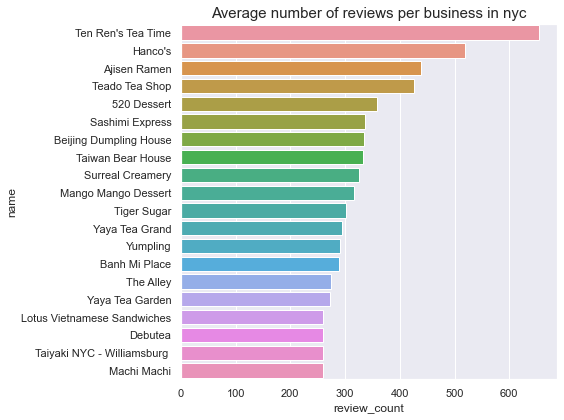 Average number of reviews per business in nyc
Ten Ren's Tea Time
Hanco's
Ajisen Ramen
Teado Tea Shop
520 Dessert
Sashimi Express
Beijing Dumpling House
Taiwan Bear House
Surreal Creamery
Mango Mango Dessert
Tiger Sugar
Yaya Tea Grand
Yumpling
Banh Mi Place
The Alley
Yaya Tea Garden
Lotus Vietnamese Sandwiches
Debutea
Taiyaki NYC - Williamsburg
Machi Machi
name
0 100 200 300 400 500 600
review_count